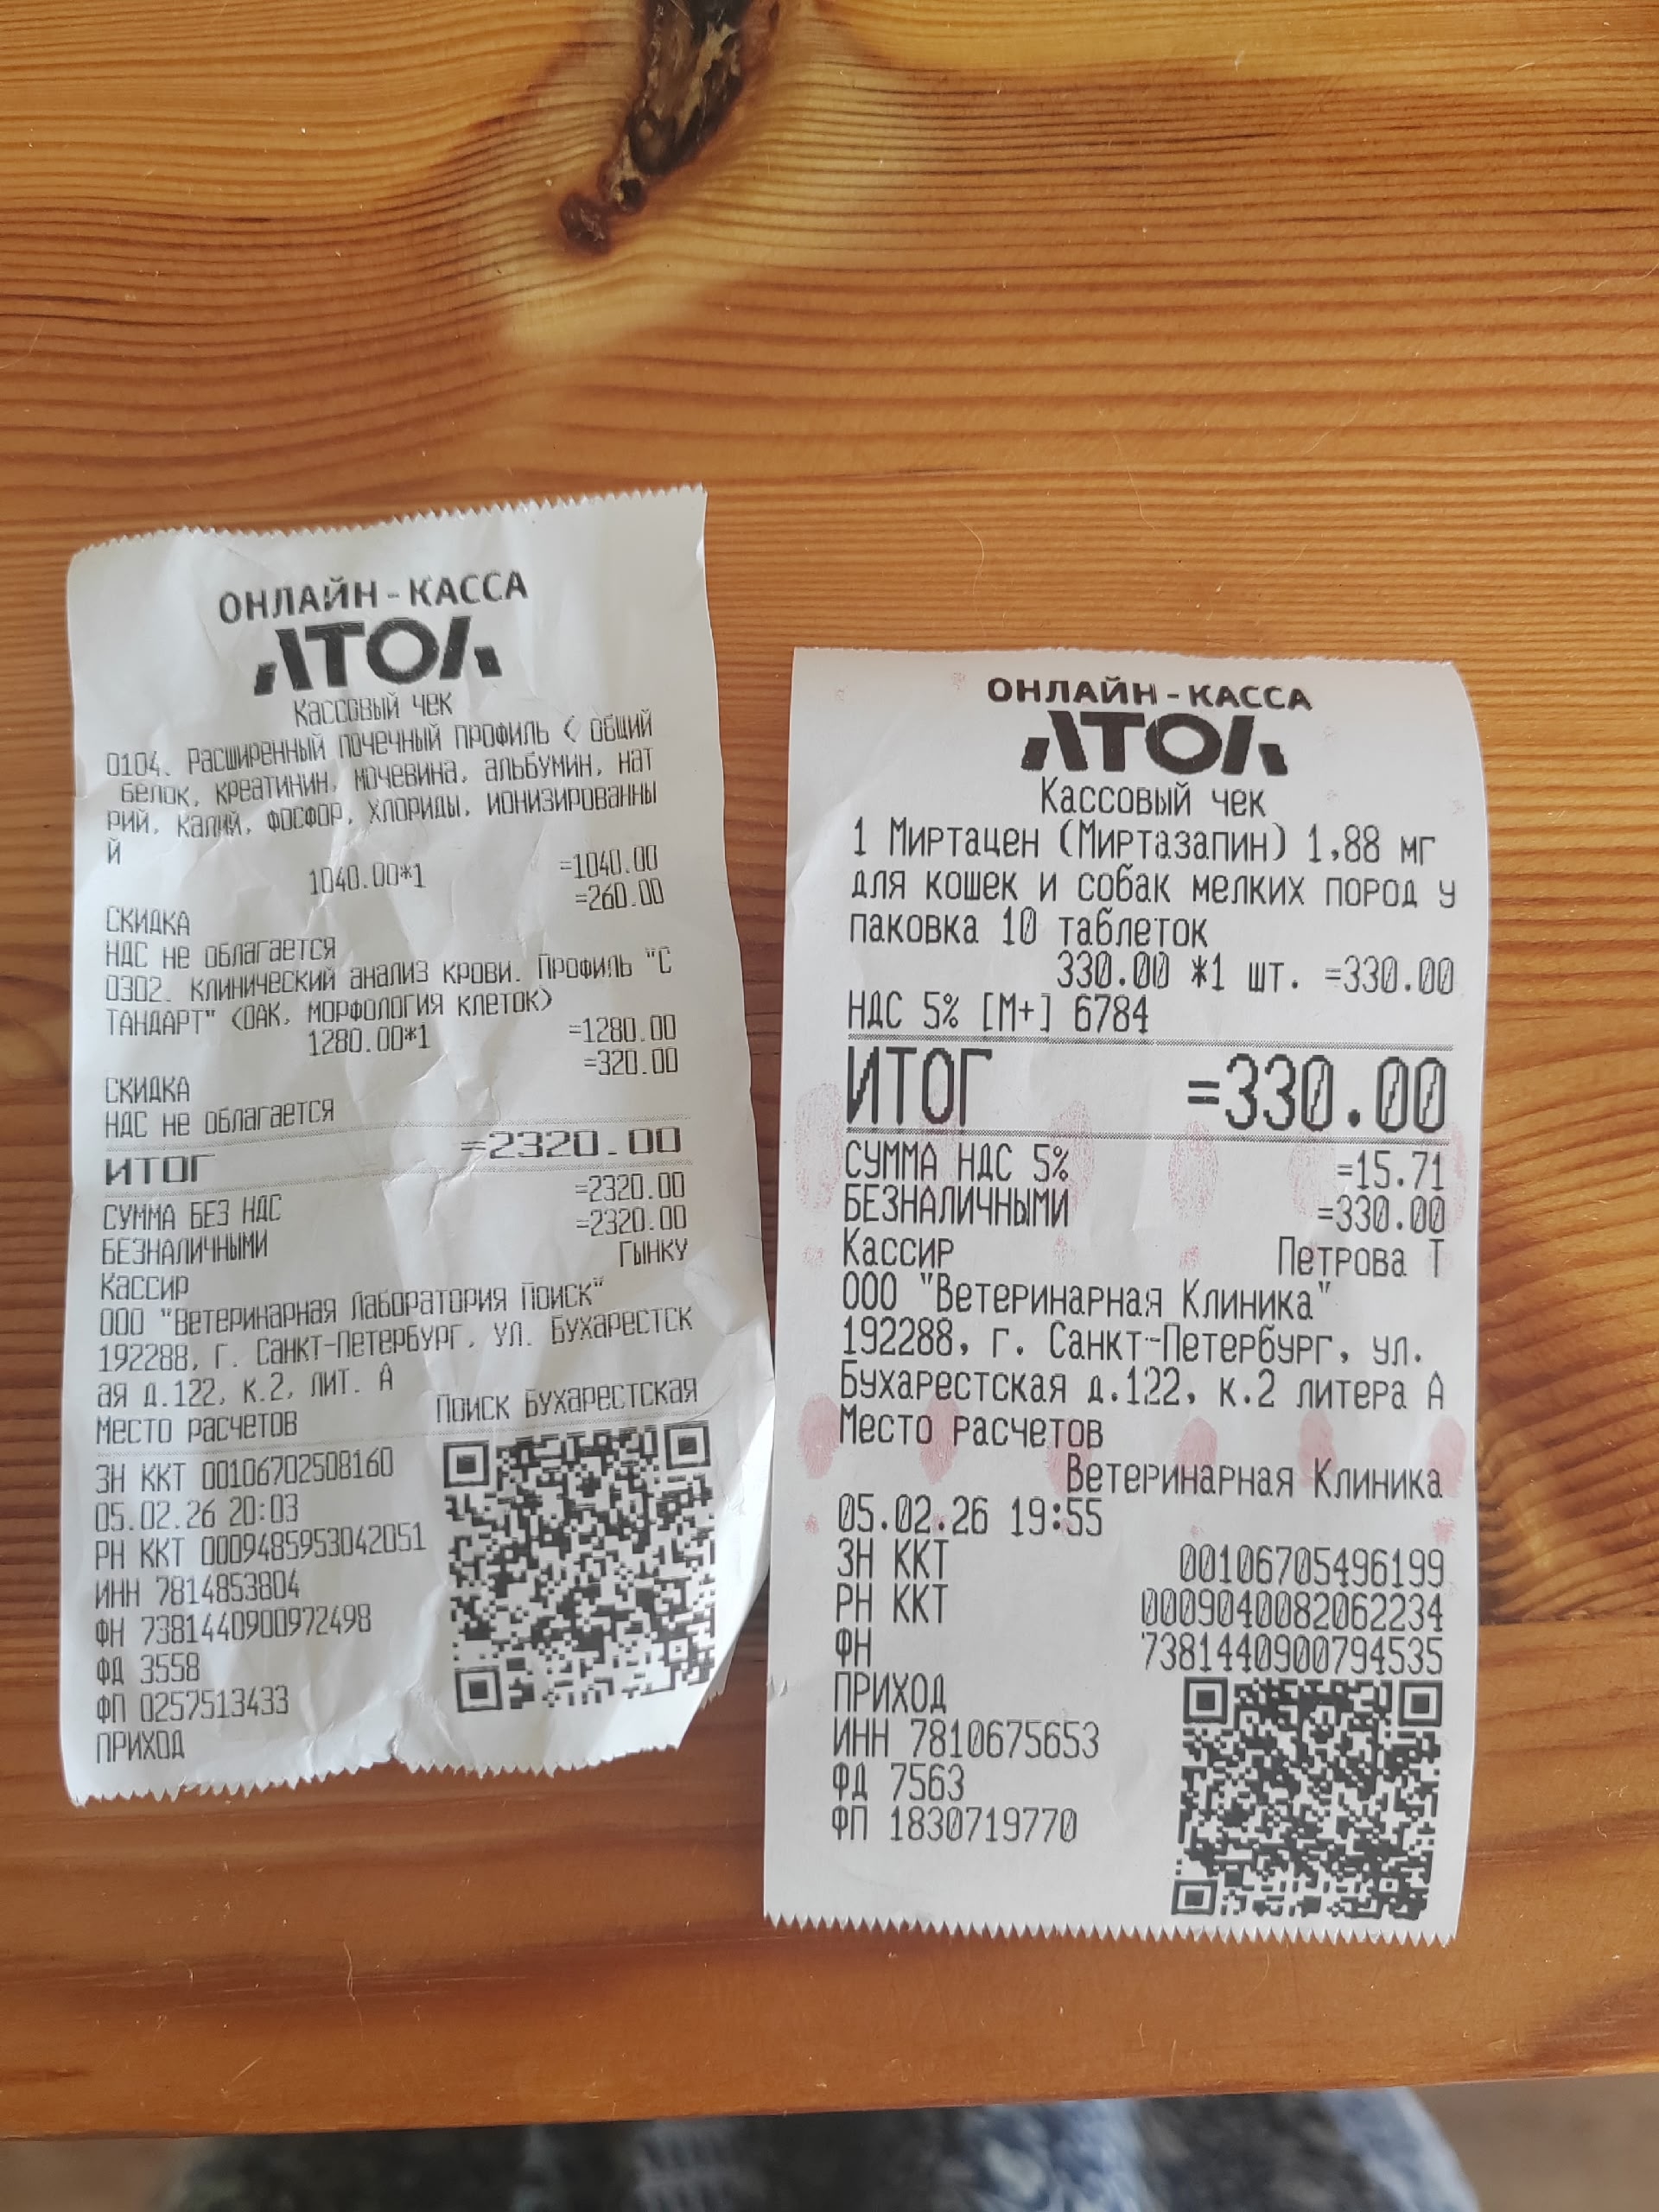 ОНЛАЙН-КАССА
АТОЛ
Кассовый чек
0104. Расширенный почечный профиль ( общий
белок, креатинин, мочевина, альбумин, нат
рий, калий, фосфор, хлориды, ионизированны
й
1040.00*1 =1040.00
СКИДКА =260.00
НДС не облагается
0302. Клинический анализ крови. Профиль "С
тандарт" (ОАК, морфология клеток)
1280.00*1 =1280.00
СКИДКА =320.00
НДС не облагается
ИТОГ =2320.00
СУММА БЕЗ НДС =2320.00
БЕЗНАЛИЧНЫМИ =2320.00
Кассир Гынку
ООО "Ветеринарная Лаборатория Поиск"
192288, г. Санкт-Петербург, ул. Бухарестск
ая д.122, к.2, лит. А
Место расчетов Поиск Бухарестская
ЗН ККТ 00106702508160
05.02.26 20:03
РН ККТ 0009485953042051
ИНН 7814853804
ФН 7381440900972498
ФД 3558
ФП 0257513433
ПРИХОД
ОНЛАЙН-КАССА
АТОЛ
Кассовый чек
1 Миртацен (Миртазапин) 1,88 мг
для кошек и собак мелких пород у
паковка 10 таблеток
330.00 *1 шт. =330.00
НДС 5% [М+] 6784
ИТОГ =330.00
СУММА НДС 5% =15.71
БЕЗНАЛИЧНЫМИ =330.00
Кассир Петрова Т
ООО "Ветеринарная Клиника"
192288, г. Санкт-Петербург, ул.
Бухарестская д.122, к.2 литера А
Место расчетов
Ветеринарная Клиника
05.02.26 19:55
ЗН ККТ 00106705496199
РН ККТ 0009040082062234
ФН 7381440900794535
ПРИХОД
ИНН 7810675653
ФД 7563
ФП 1830719770